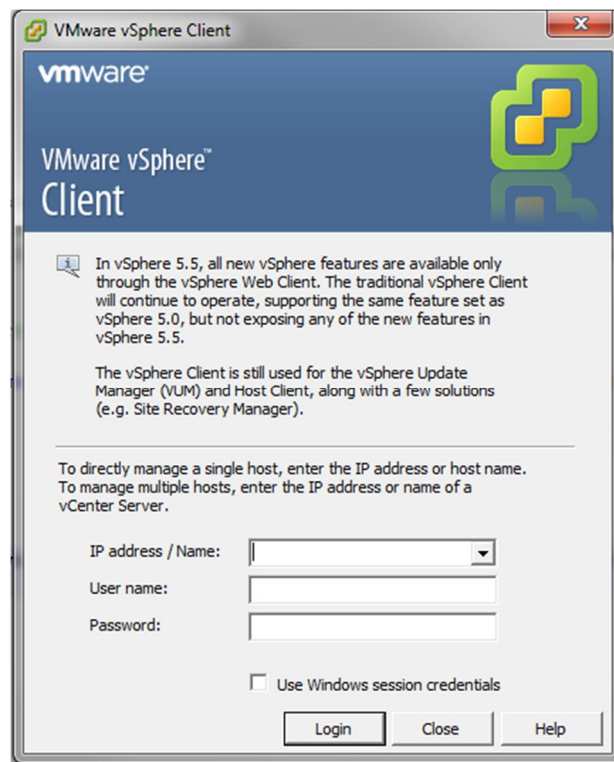 VMware vSphere Client
vmware®
VMware vSphere™
Client
In vSphere 5.5, all new vSphere features are available only
through the vSphere Web Client. The traditional vSphere Client
will continue to operate, supporting the same feature set as
vSphere 5.0, but not exposing any of the new features in
vSphere 5.5.
The vSphere Client is still used for the vSphere Update
Manager (VUM) and Host Client, along with a few solutions
(e.g. Site Recovery Manager).
To directly manage a single host, enter the IP address or host name.
To manage multiple hosts, enter the IP address or name of a
vCenter Server.
IP address / Name:
User name:
Password:
Use Windows session credentials
Login Close Help